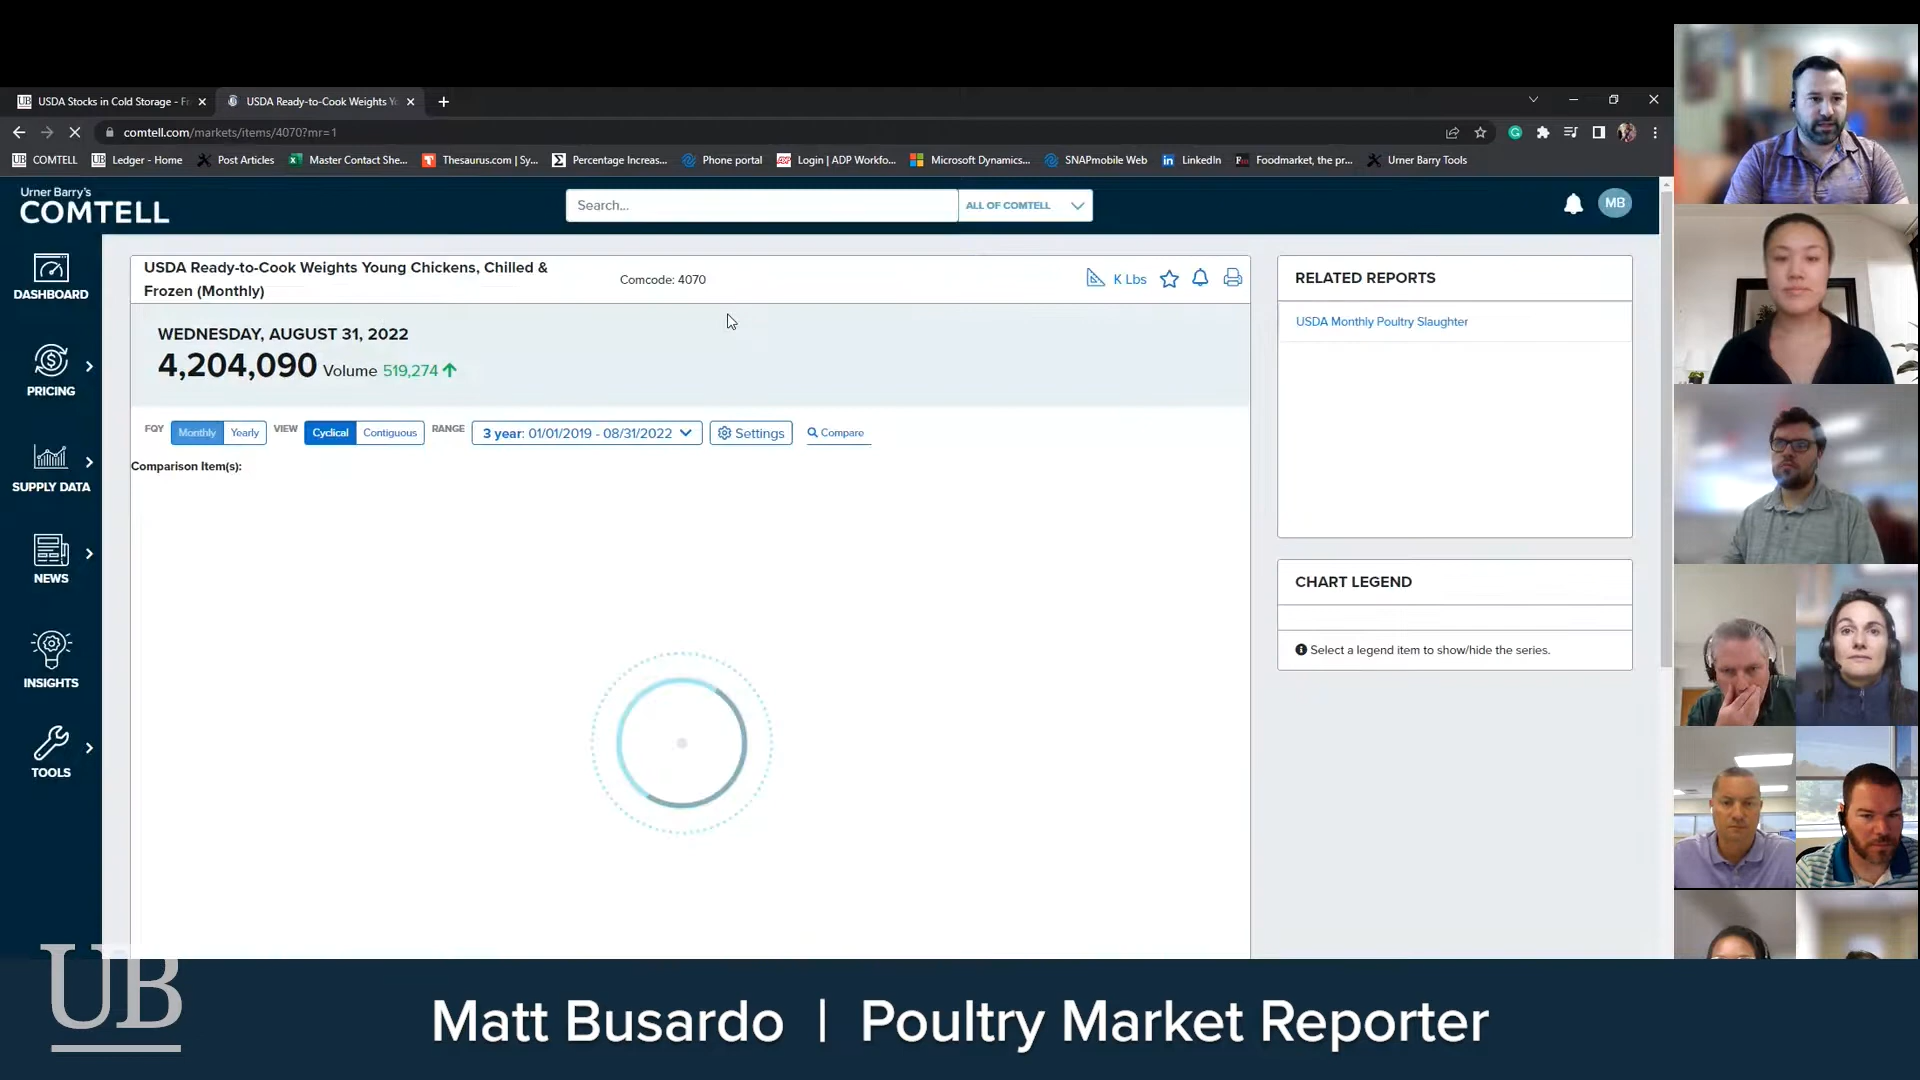 USDA Stocks in Cold Storage - Fr
USDA Ready-to-Cook Weights Yo
comtell.com/markets/items/4070?mr=1
COMTELL
Ledger - Home
Post Articles
Master Contact She...
Thesaurus.com | Sy...
Percentage Increas...
Phone portal
Login | ADP Workfo...
Microsoft Dynamics...
SNAPmobile Web
LinkedIn
Foodmarket, the pr...
Urner Barry Tools
Urner Barry's
COMTELL
Search...
ALL OF COMTELL
MB
DASHBOARD
PRICING
SUPPLY DATA
NEWS
INSIGHTS
TOOLS
USDA Ready-to-Cook Weights Young Chickens, Chilled &
Frozen (Monthly)
Comcode: 4070
K Lbs
WEDNESDAY, AUGUST 31, 2022
4,204,090 Volume 519,274
FQY Monthly Yearly VIEW Cyclical Contiguous RANGE 3 year: 01/01/2019 - 08/31/2022 Settings Compare
Comparison Item(s):
RELATED REPORTS
USDA Monthly Poultry Slaughter
CHART LEGEND
Select a legend item to show/hide the series.
UB
Matt Busardo | Poultry Market Reporter